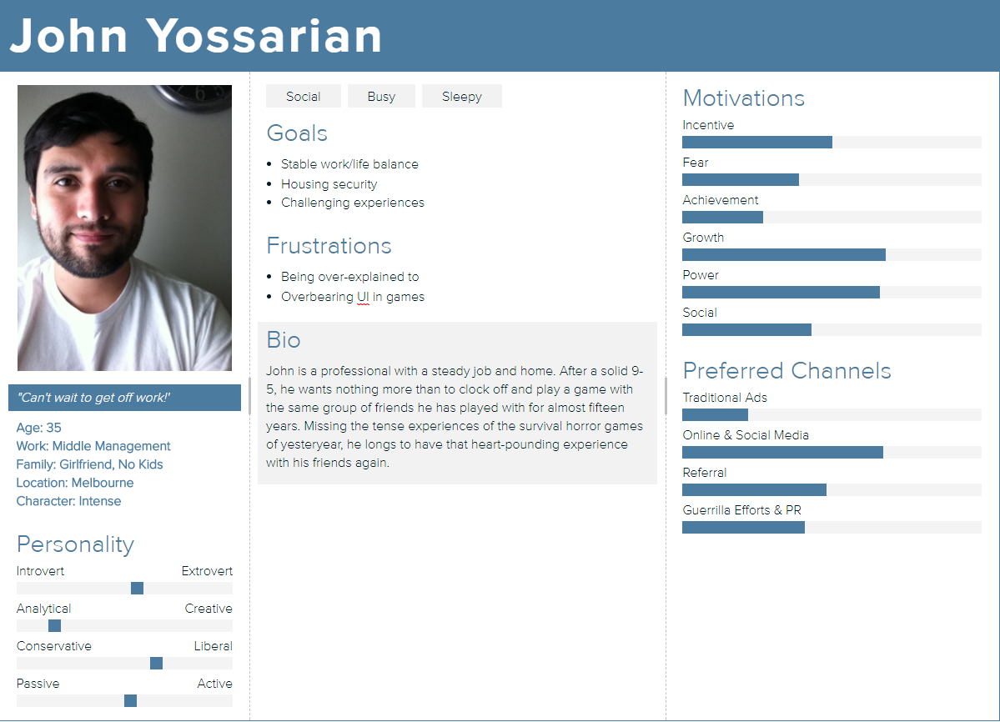 John Yossarian
"Can't wait to get off work!"
Age: 35
Work: Middle Management
Family: Girlfriend, No Kids
Location: Melbourne
Character: Intense
Personality
Introvert Extrovert
Analytical Creative
Conservative Liberal
Passive Active
Social Busy Sleepy
Goals
Stable work/life balance
Housing security
Challenging experiences
Frustrations
Being over-explained to
Overbearing UI in games
Bio
John is a professional with a steady job and home. After a solid 9-
5, he wants nothing more than to clock off and play a game with
the same group of friends he has played with for almost fifteen
years. Missing the tense experiences of the survival horror games
of yesteryear, he longs to have that heart-pounding experience
with his friends again.
Motivations
Incentive
Fear
Achievement
Growth
Power
Social
Preferred Channels
Traditional Ads
Online & Social Media
Referral
Guerrilla Efforts & PR